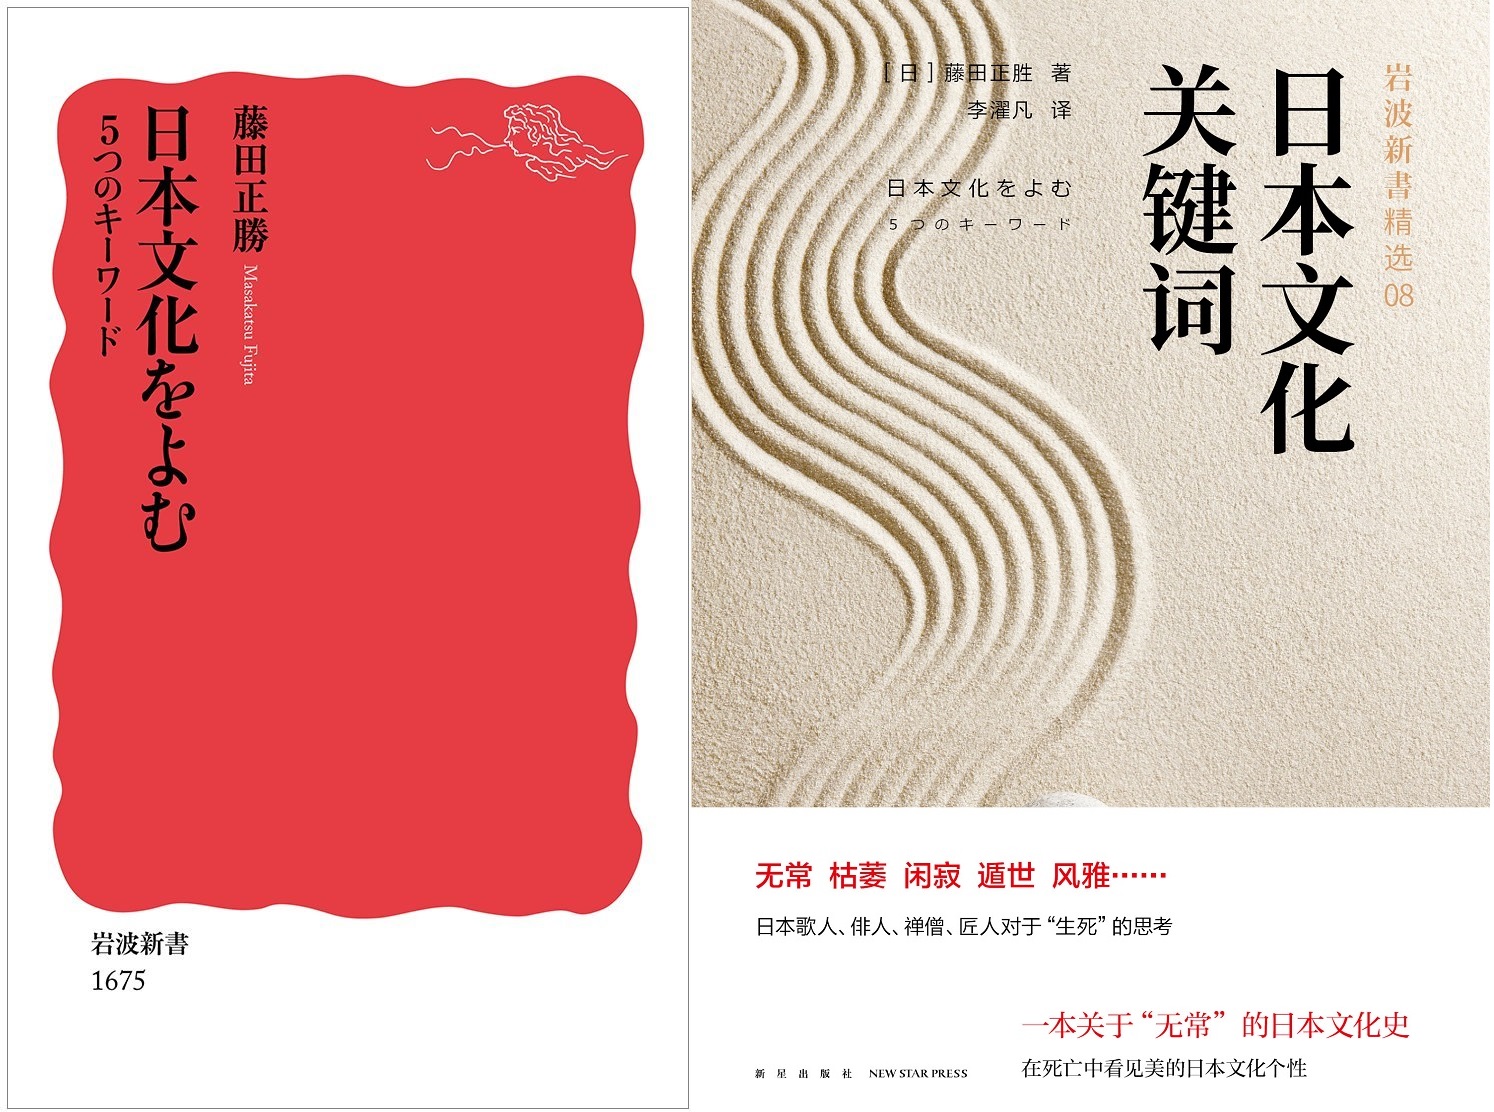 藤田正勝
Masakatsu Fujita
日本文化をよむ
5つのキーワード
岩波新書
1675
岩波新書精选 08
日本文化
关键词
[日] 藤田正胜 著
李濯凡 译
日本文化をよむ
5つのキーワード
无常 枯萎 闲寂 遁世 风雅……
日本歌人、俳人、禅僧、匠人对于“生死”的思考
一本关于“无常”的日本文化史
在死亡中看见美的日本文化个性
新星出版社 NEW STAR PRESS